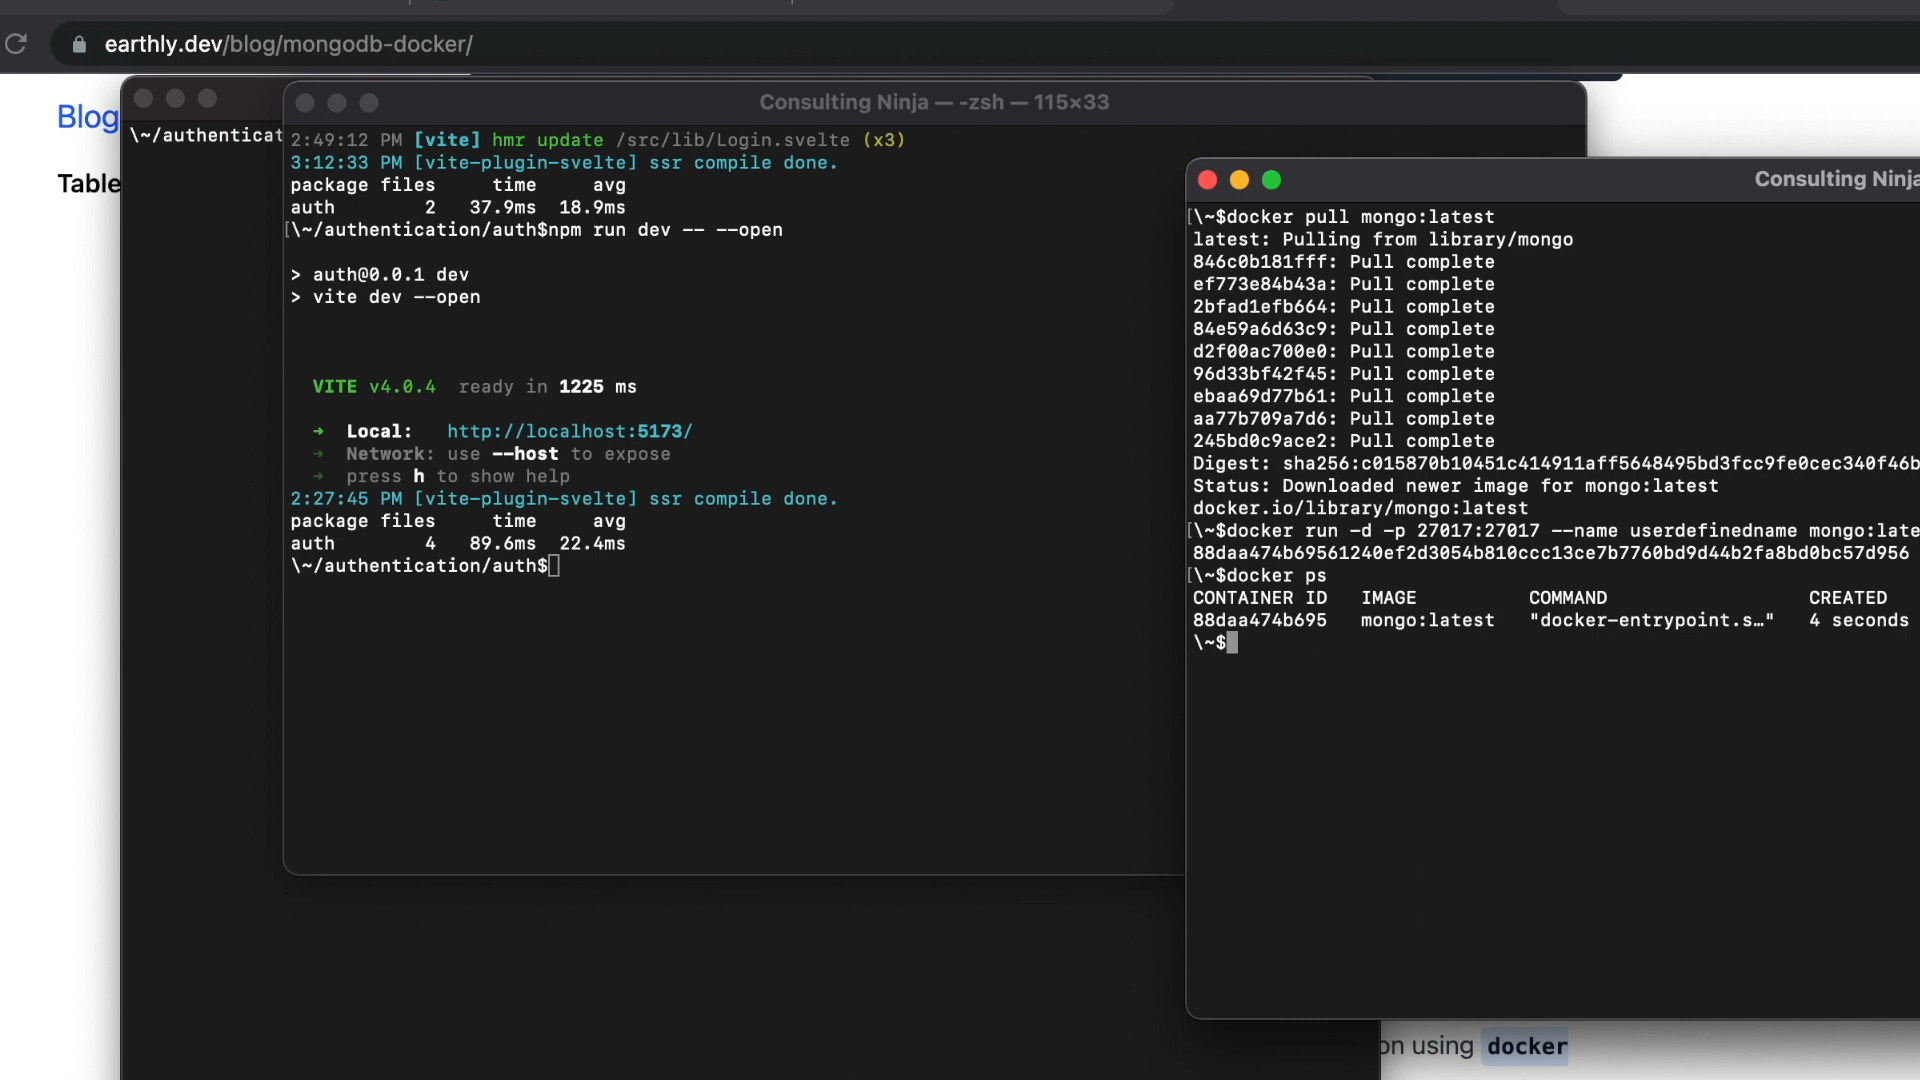 earthly.dev/blog/mongodb-docker/
Blog
Table
\~/authenticat
Consulting Ninja — -zsh — 115×33
2:49:12 PM [vite] hmr update /src/lib/Login.svelte (x3)
3:12:33 PM [vite-plugin-svelte] ssr compile done.
package files     time     avg
auth        2   37.9ms  18.9ms
[\~/authentication/auth$npm run dev -- --open
> auth@0.0.1 dev
> vite dev --open
VITE v4.0.4  ready in 1225 ms
➜  Local:   http://localhost:5173/
➜  Network: use --host to expose
➜  press h to show help
2:27:45 PM [vite-plugin-svelte] ssr compile done.
package files     time     avg
auth        4   89.6ms  22.4ms
\~/authentication/auth$
Consulting Ninja
[\~$docker pull mongo:latest
latest: Pulling from library/mongo
846c0b181fff: Pull complete
ef773e84b43a: Pull complete
2bfad1efb664: Pull complete
84e59a6d63c9: Pull complete
d2f00ac700e0: Pull complete
96d33bf42f45: Pull complete
ebaa69d77b61: Pull complete
aa77b709a7d6: Pull complete
245bd0c9ace2: Pull complete
Digest: sha256:c015870b10451c414911aff5648495bd3fcc9fe0cec340f46b
Status: Downloaded newer image for mongo:latest
docker.io/library/mongo:latest
[\~$docker run -d -p 27017:27017 --name userdefinedname mongo:late
88daa474b69561240ef2d3054b810ccc13ce7b7760bd9d44b2fa8bd0bc57d956
[\~$docker ps
CONTAINER ID   IMAGE          COMMAND                  CREATED
88daa474b695   mongo:latest   "docker-entrypoint.s…"   4 seconds
\~$
on using docker